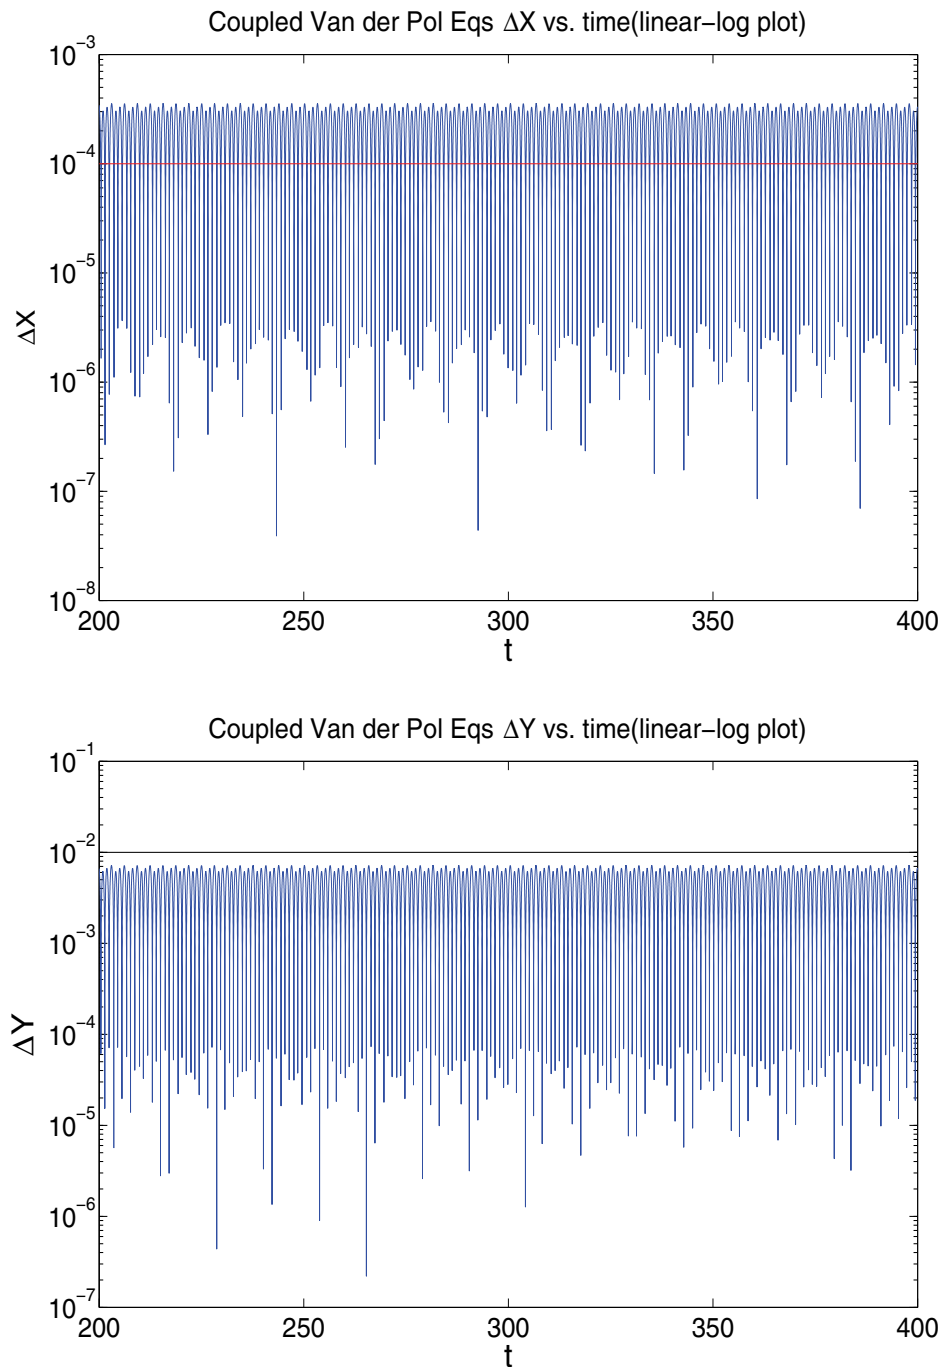 Coupled Van der Pol Eqs ΔX vs. time(linear−log plot)
10⁻³
10⁻⁴
10⁻⁵
10⁻⁶
10⁻⁷
10⁻⁸
ΔX
200 250 300 350 400
t
Coupled Van der Pol Eqs ΔY vs. time(linear−log plot)
10⁻¹
10⁻²
10⁻³
10⁻⁴
10⁻⁵
10⁻⁶
10⁻⁷
ΔY
200 250 300 350 400
t